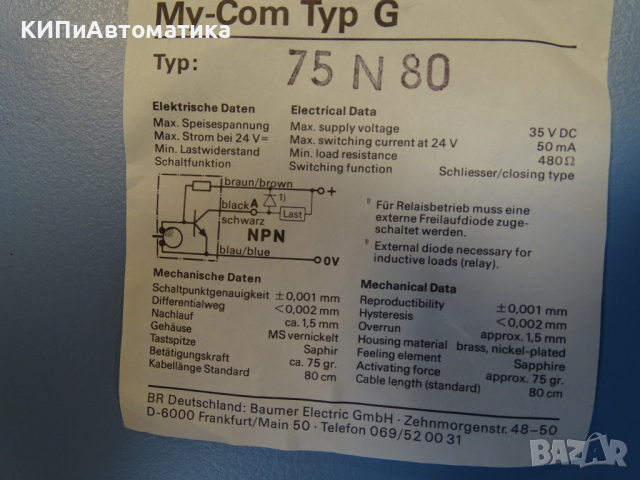 My-Com Typ G
КИПиАвтоматика
Typ: 75 N 80
Elektrische Daten
Max. Speisespannung
Max. Strom bei 24 V=
Min. Lastwiderstand
Schaltfunktion
Electrical Data
Max. supply voltage 35 V DC
Max. switching current at 24 V 50 mA
Min. load resistance 480 Ω
Switching function Schliesser/closing type
braun/brown
+
black A
1)
Last
schwarz
NPN
blau/blue
0V
1) Für Relaisbetrieb muss eine
externe Freilaufdiode zuge-
schaltet werden.
1) External diode necessary for
inductive loads (relay).
Mechanische Daten
Schaltpunktgenauigkeit ±0,001 mm
Differentialweg <0,002 mm
Nachlauf ca. 1,5 mm
Gehäuse MS vernickelt
Tastspitze Saphir
Betätigungskraft ca. 75 gr.
Kabellänge Standard 80 cm
Mechanical Data
Reproductibility ±0,001 mm
Hysteresis <0,002 mm
Overrun approx. 1,5 mm
Housing material brass, nickel-plated
Feeling element Sapphire
Activating force approx. 75 gr.
Cable length (standard) 80 cm
BR Deutschland: Baumer Electric GmbH · Zehnmorgenstr. 48-50
D-6000 Frankfurt/Main 50 · Telefon 069/52 00 31
BAZAR